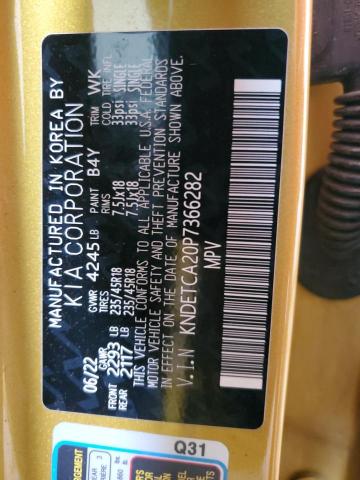 MANUFACTURED IN KOREA BY
KIA CORPORATION
06/22 GVWR 4245 LB PAINT B4Y TRIM WK
GAWR TIRES RIMS COLD TIRE INFL
FRONT 2293 LB 235/45R18 7.5Jx18 33psi SINGLE
REAR 2117 LB 235/45R18 7.5Jx18 33psi SINGLE
THIS VEHICLE CONFORMS TO ALL APPLICABLE U.S.A. FEDERAL
MOTOR VEHICLE SAFETY AND THEFT PREVENTION STANDARDS
IN EFFECT ON THE DATE OF MANUFACTURE SHOWN ABOVE.
V.I.N KNDETCA20P7366282
MPV
Q31